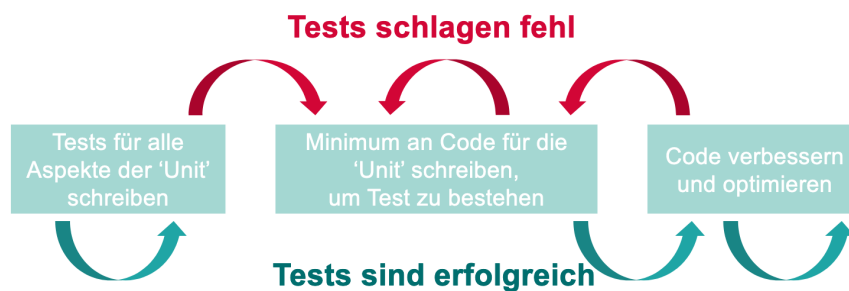 Tests schlagen fehl
Tests für alle
Aspekte der ‘Unit’
schreiben
Minimum an Code für die
‘Unit’ schreiben,
um Test zu bestehen
Code verbessern
und optimieren
Tests sind erfolgreich